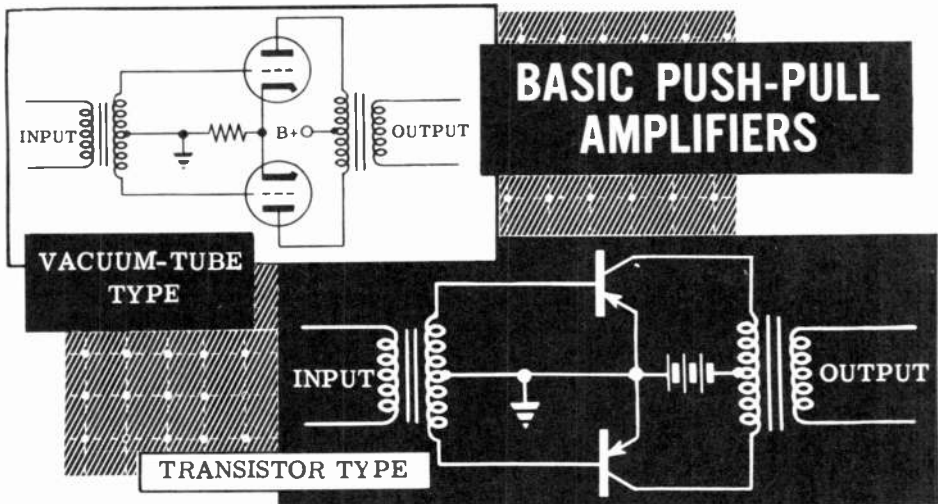 BASIC PUSH-PULL
AMPLIFIERS
INPUT
B+
OUTPUT
VACUUM-TUBE
TYPE
INPUT
OUTPUT
TRANSISTOR TYPE